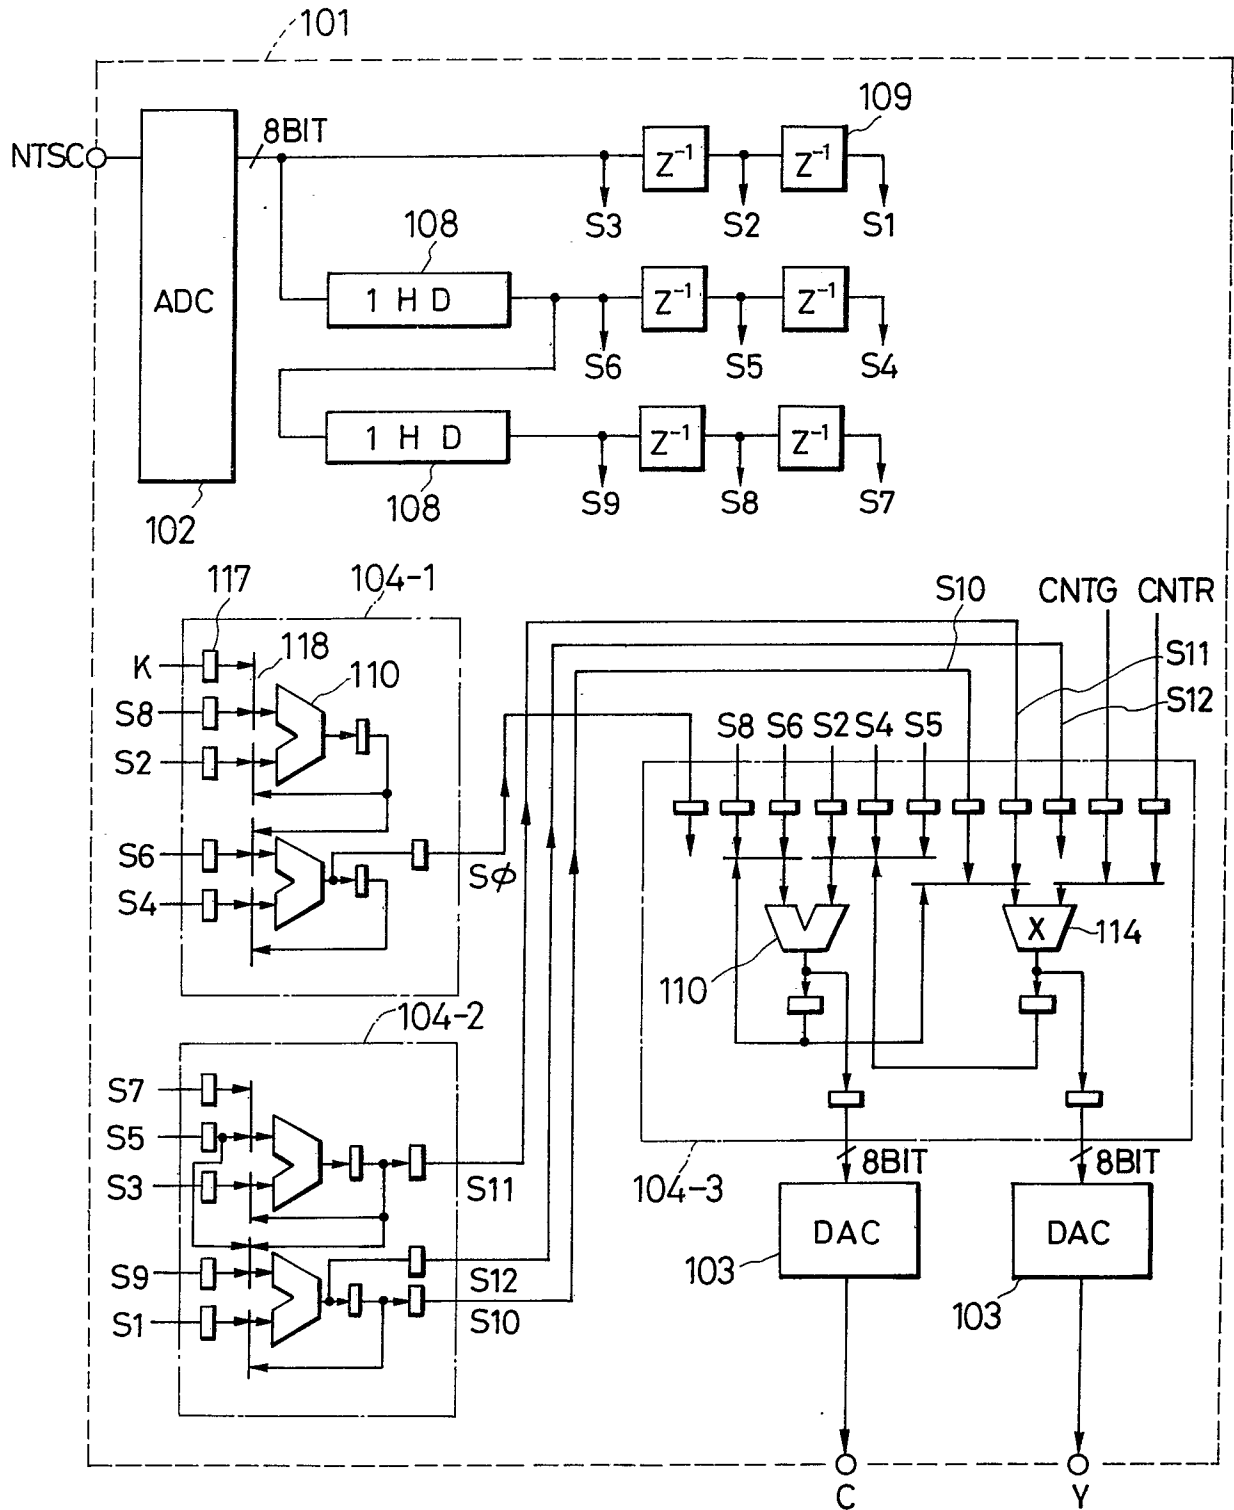 101
109
NTSC
8BIT
Z⁻¹
Z⁻¹
S3
S2
S1
108
ADC
1 H D
Z⁻¹
Z⁻¹
S6
S5
S4
1 H D
Z⁻¹
Z⁻¹
102
108
S9
S8
S7
117
104-1
S10
CNTG
CNTR
K
118
110
S11
S8
S12
S2
S8
S6
S2
S4
S5
S6
Sφ
S4
X
114
110
104-2
S7
S5
S3
S11
104-3
8BIT
8BIT
S9
S12
103
DAC
DAC
S1
S10
103
C
Y